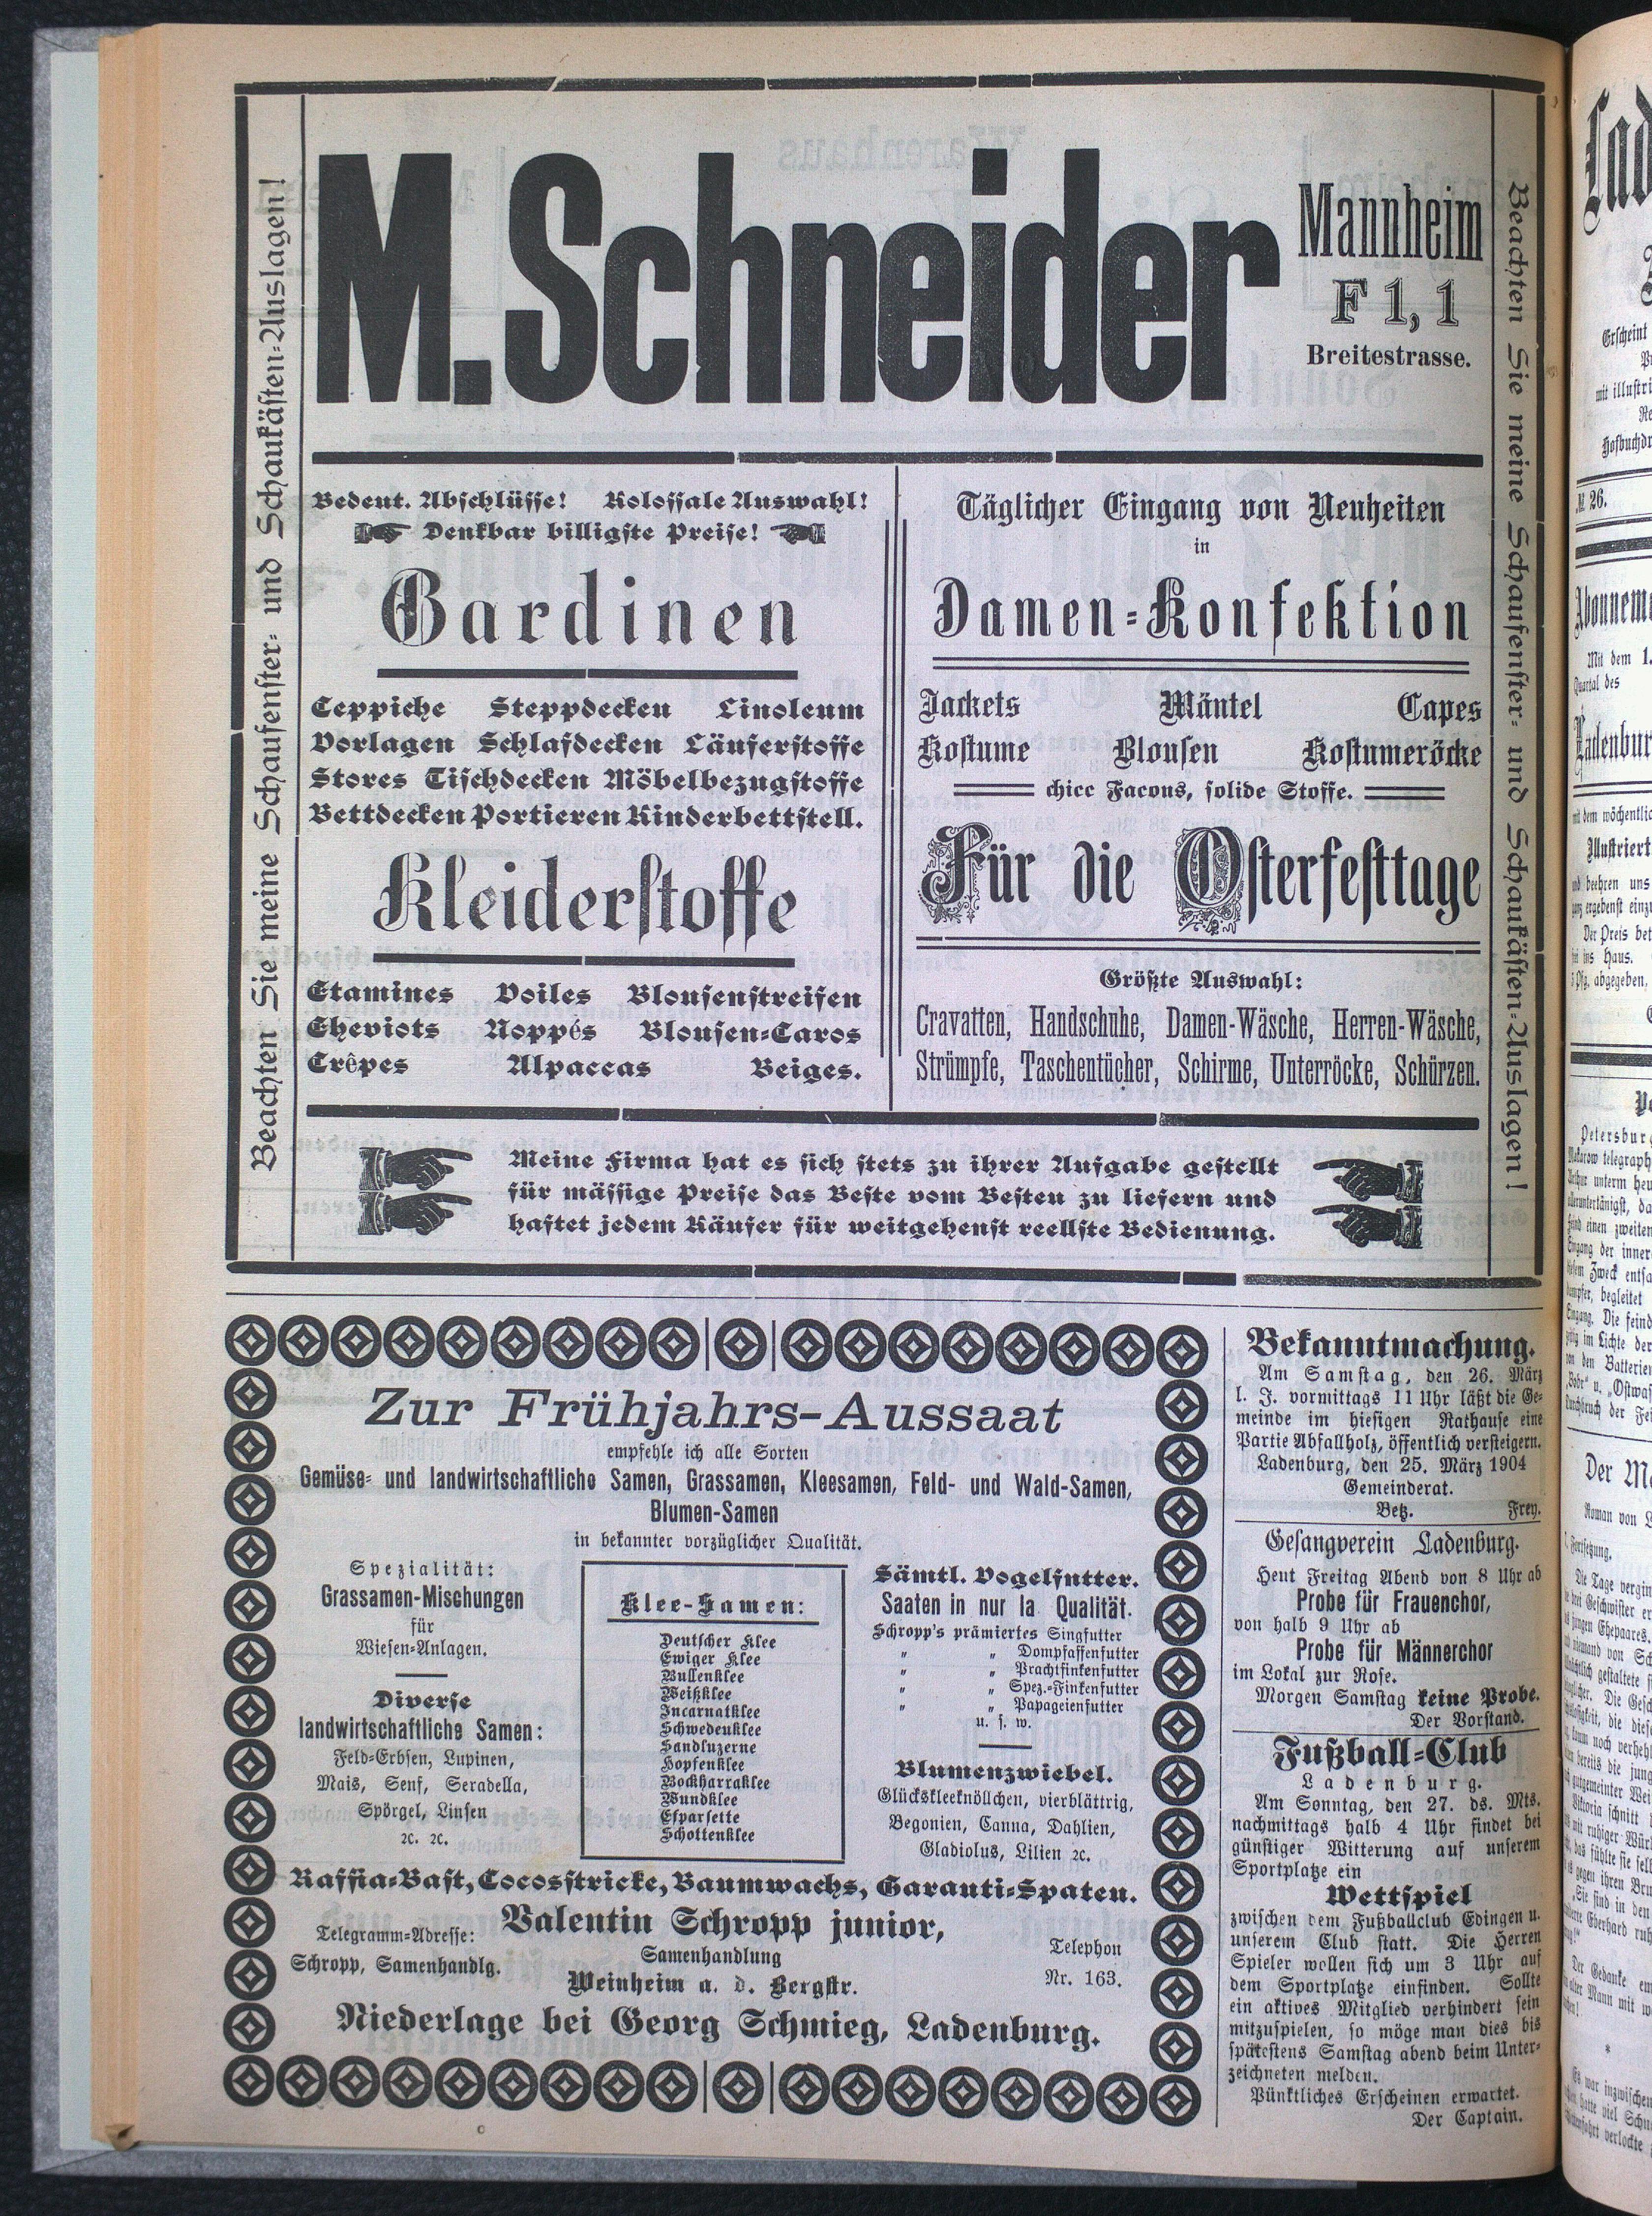 Beachten Sie meine Schaufenster- und Schaukästen-Auslagen!
M. Schneider
Mannheim
F 1, 1
Breitestrasse.
Bedeut. Abschlüsse! Kolossale Auswahl!
Denkbar billigste Preise!
Gardinen
Teppiche Steppdecken Linoleum
Vorlagen Schlafdecken Läuferstoffe
Stores Tischdecken Möbelbezugstoffe
Bettdecken Portieren Kinderbettstell.
Kleiderstoffe
Etamines Voiles Blousenstreifen
Cheviots Noppés Blousen-Caros
Crêpes Alpaccas Beiges.
Täglicher Eingang von Neuheiten
in
Damen-Konfektion
Jackets Mäntel Capes
Kostume Blousen Kostumeröcke
chice Facons, solide Stoffe.
Für die Osterfesttage
Größte Auswahl:
Cravatten, Handschuhe, Damen-Wäsche, Herren-Wäsche,
Strümpfe, Taschentücher, Schirme, Unterröcke, Schürzen.
Beachten Sie meine Schaufenster- und Schaukästen-Auslagen!
Meine Firma hat es sich stets zu ihrer Aufgabe gestellt
für mässige Preise das Beste vom Besten zu liefern und
haftet jedem Käufer für weitgehenst reellste Bedienung.
Zur Frühjahrs-Aussaat
empfehle ich alle Sorten
Gemüse- und landwirtschaftliche Samen, Grassamen, Kleesamen, Feld- und Wald-Samen,
Blumen-Samen
in bekannter vorzüglicher Qualität.
Spezialität:
Grassamen-Mischungen
für
Wiesen-Anlagen.
Diverse
landwirtschaftliche Samen:
Feld-Erbsen, Lupinen,
Mais, Senf, Seradella,
Spörgel, Linsen
ꝛc. ꝛc.
Klee-Samen:
Deutscher Klee
Ewiger Klee
Bullenklee
Weißklee
Incarnatklee
Schwedenklee
Sandluzerne
Hopfenklee
Bockharraklee
Wundklee
Esparsette
Schottenklee
Sämtl. Vogelfutter.
Saaten in nur Ia Qualität.
Schropp's prämiertes Singfutter
" " Dompfaffenfutter
" " Prachtfinkenfutter
" " Spez.-Finkenfutter
" " Papageienfutter
u. s. w.
Blumenzwiebel.
Glückskleeknöllchen, vierblättrig,
Begonien, Canna, Dahlien,
Gladiolus, Lilien ꝛc.
Raffia-Bast, Cocosstricke, Baumwachs, Garanti-Spaten.
Valentin Schropp junior,
Telegramm-Adresse:
Schropp, Samenhandlg.
Samenhandlung
Weinheim a. d. Bergstr.
Telephon
Nr. 163.
Niederlage bei Georg Schmieg, Ladenburg.
Bekanntmachung.
Am Samstag, den 26. März
l. J. vormittags 11 Uhr läßt die Ge-
meinde im hiesigen Rathause eine
Partie Abfallholz, öffentlich versteigern.
Ladenburg, den 25. März 1904
Gemeinderat.
Betz. Frey.
Gesangverein Ladenburg.
Heut Freitag Abend von 8 Uhr ab
Probe für Frauenchor,
von halb 9 Uhr ab
Probe für Männerchor
im Lokal zur Rose.
Morgen Samstag keine Probe.
Der Vorstand.
Fußball-Club
Ladenburg.
Am Sonntag, den 27. ds. Mts.
nachmittags halb 4 Uhr findet bei
günstiger Witterung auf unserem
Sportplatze ein
Wettspiel
zwischen dem Fußballclub Edingen u.
unserem Club statt. Die Herren
Spieler wollen sich um 3 Uhr auf
dem Sportplatze einfinden. Sollte
ein aktives Mitglied verhindert sein
mitzuspielen, so möge man dies bis
spätestens Samstag abend beim Unter-
zeichneten melden.
Pünktliches Erscheinen erwartet.
Der Captain.
№ 26.